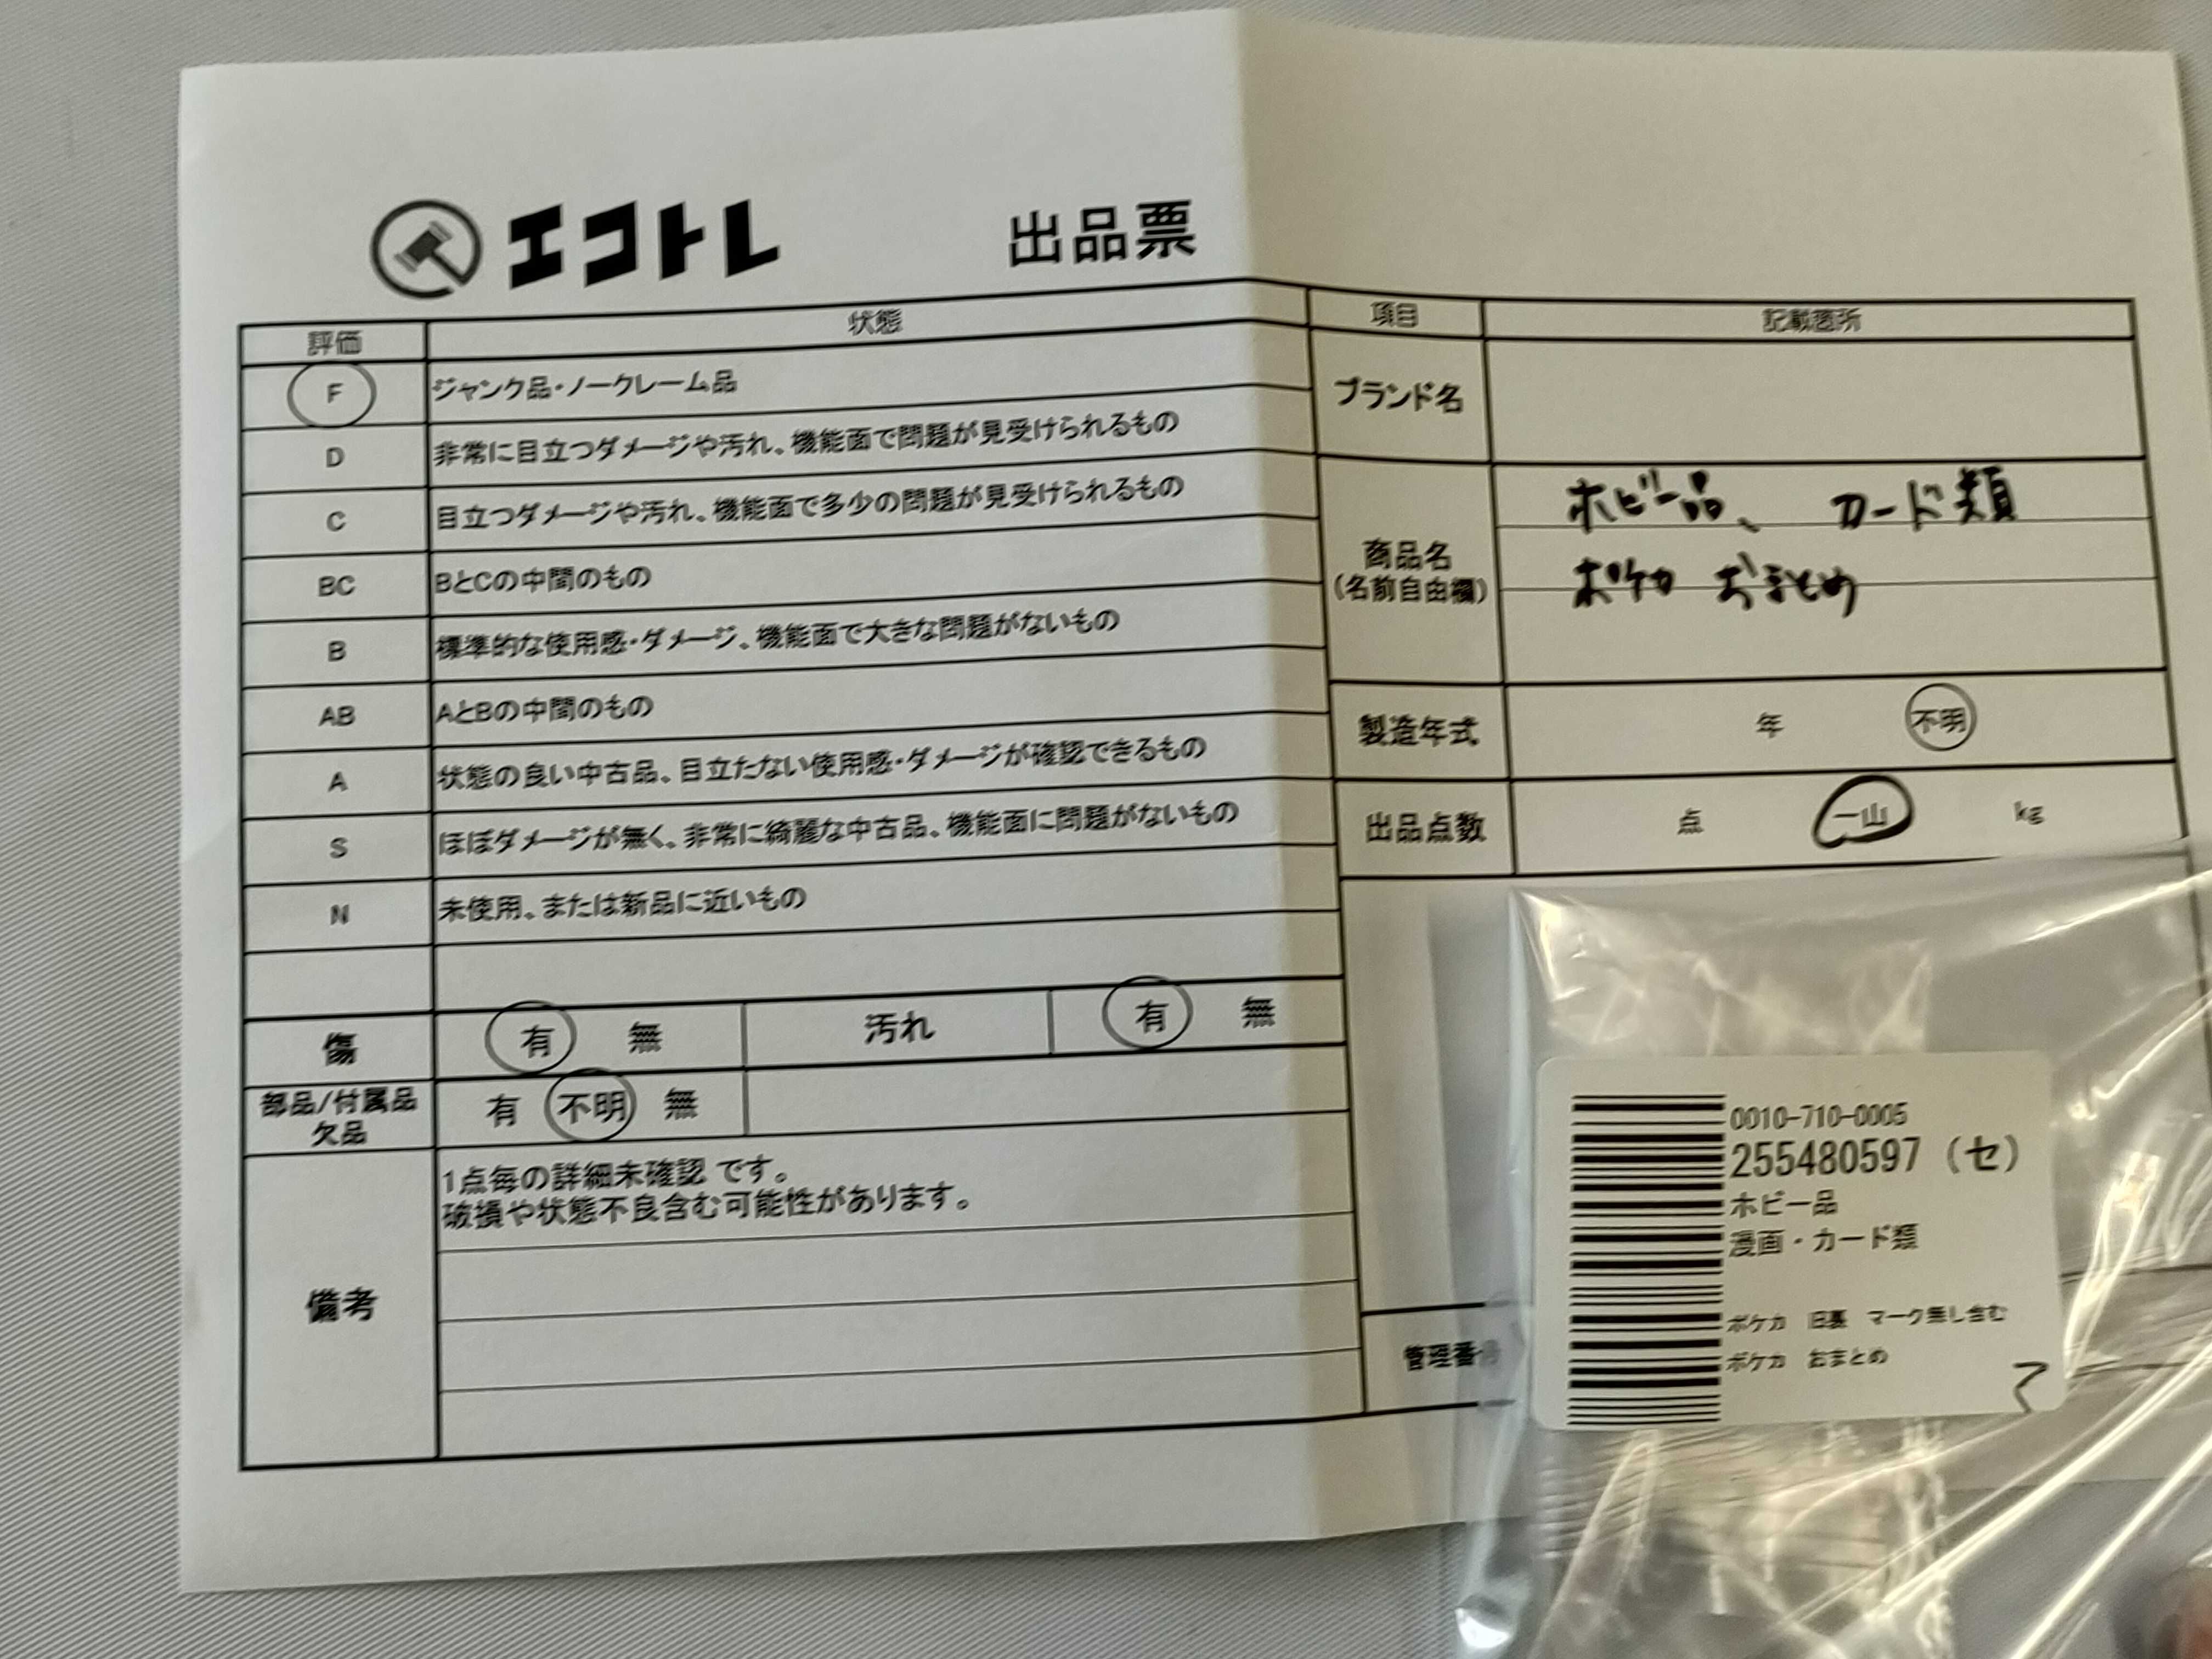 エコトレ 出品票
評価 状態
F ジャンク品・ノークレーム品
D 非常に目立つダメージや汚れ、機能面で問題が見受けられるもの
C 目立つダメージや汚れ、機能面で多少の問題が見受けられるもの
BC BとCの中間のもの
B 標準的な使用感・ダメージ、機能面で大きな問題がないもの
AB AとBの中間のもの
A 状態の良い中古品、目立たない使用感・ダメージが確認できるもの
S ほぼダメージが無く、非常に綺麗な中古品、機能面に問題がないもの
N 未使用、または新品に近いもの
傷 有 無 汚れ 有 無
部品/付属品
欠品 有 不明 無
備考
1点毎の詳細未確認 です。
破損や状態不良含む可能性があります。
項目 記載箇所
ブランド名
商品名
(名前自由欄)
ホビー品、 カード類
ポケカ おまとめ
製造年式 年 不明
出品点数 点 一山 kg
管理番号
0010-710-0005
255480597 (セ)
ホビー品
漫画・カード類
ポケカ 旧裏 マーク無し含む
ポケカ おまとめ